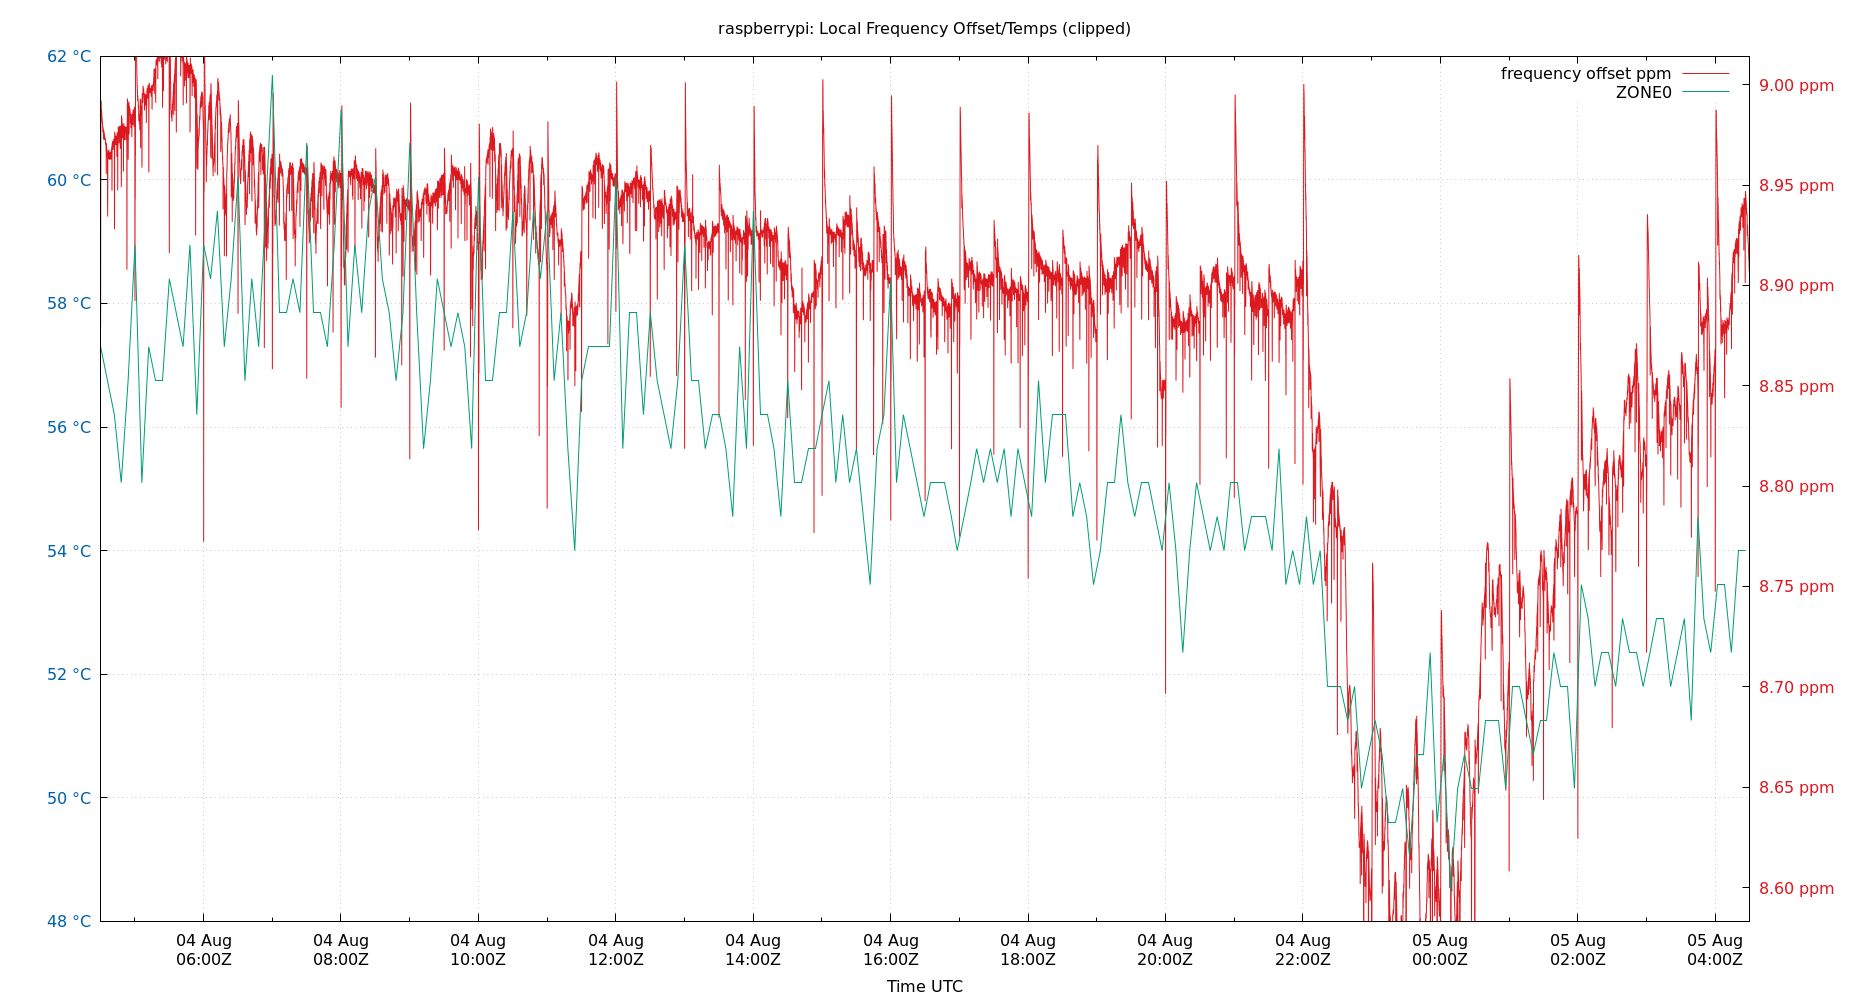 raspberrypi: Local Frequency Offset/Temps (clipped)
frequency offset ppm
ZONE0
62 °C
60 °C
58 °C
56 °C
54 °C
52 °C
50 °C
48 °C
9.00 ppm
8.95 ppm
8.90 ppm
8.85 ppm
8.80 ppm
8.75 ppm
8.70 ppm
8.65 ppm
8.60 ppm
04 Aug
06:00Z
04 Aug
08:00Z
04 Aug
10:00Z
04 Aug
12:00Z
04 Aug
14:00Z
04 Aug
16:00Z
04 Aug
18:00Z
04 Aug
20:00Z
04 Aug
22:00Z
05 Aug
00:00Z
05 Aug
02:00Z
05 Aug
04:00Z
Time UTC